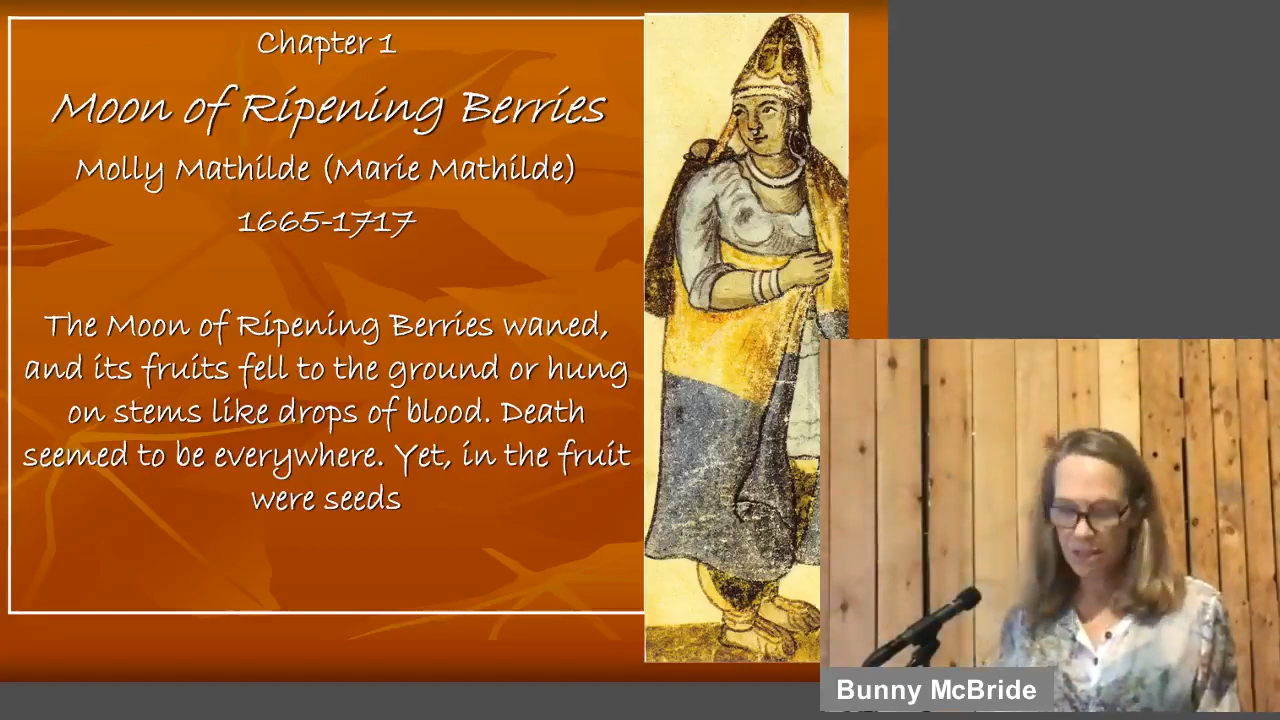 Chapter 1
Moon of Ripening Berries
Molly Mathilde (Marie Mathilde)
1665-1717
The Moon of Ripening Berries waned,
and its fruits fell to the ground or hung
on stems like drops of blood. Death
seemed to be everywhere. Yet, in the fruit
were seeds
Bunny McBride